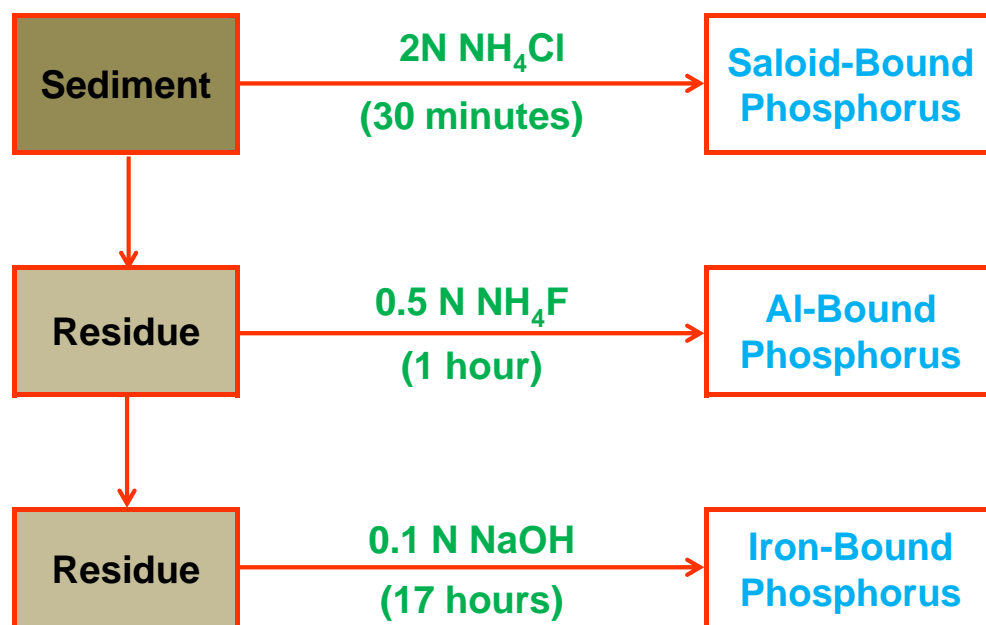 Sediment
2N NH₄Cl
(30 minutes)
Saloid-Bound
Phosphorus
Residue
0.5 N NH₄F
(1 hour)
Al-Bound
Phosphorus
Residue
0.1 N NaOH
(17 hours)
Iron-Bound
Phosphorus